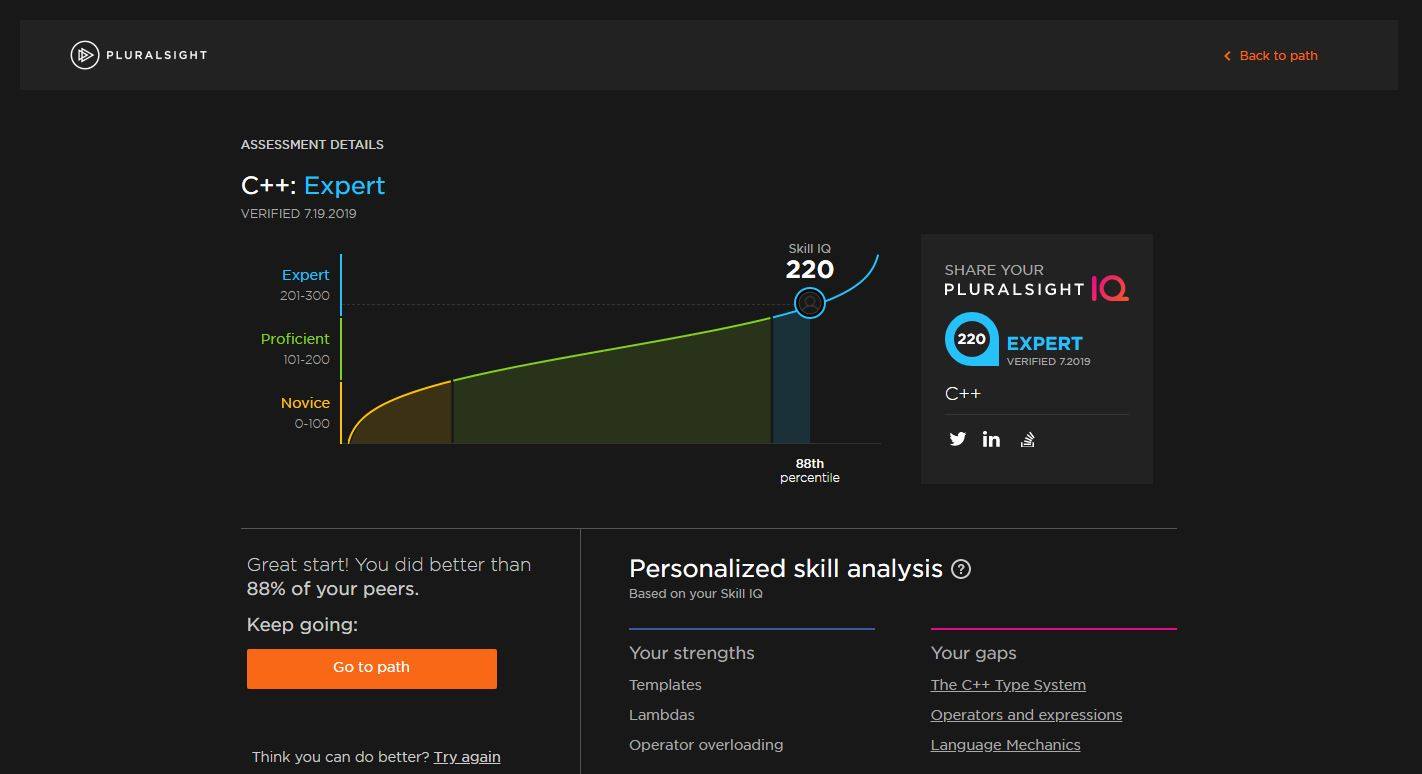 PLURALSIGHT
Back to path
ASSESSMENT DETAILS
C++: Expert
VERIFIED 7.19.2019
Skill IQ
220
Expert
201-300
Proficient
101-200
Novice
0-100
88th
percentile
SHARE YOUR
PLURALSIGHT IQ
220 EXPERT
VERIFIED 7.2019
C++
in
Great start! You did better than
88% of your peers.
Keep going:
Go to path
Think you can do better? Try again
Personalized skill analysis ?
Based on your Skill IQ
Your strengths
Templates
Lambdas
Operator overloading
Your gaps
The C++ Type System
Operators and expressions
Language Mechanics